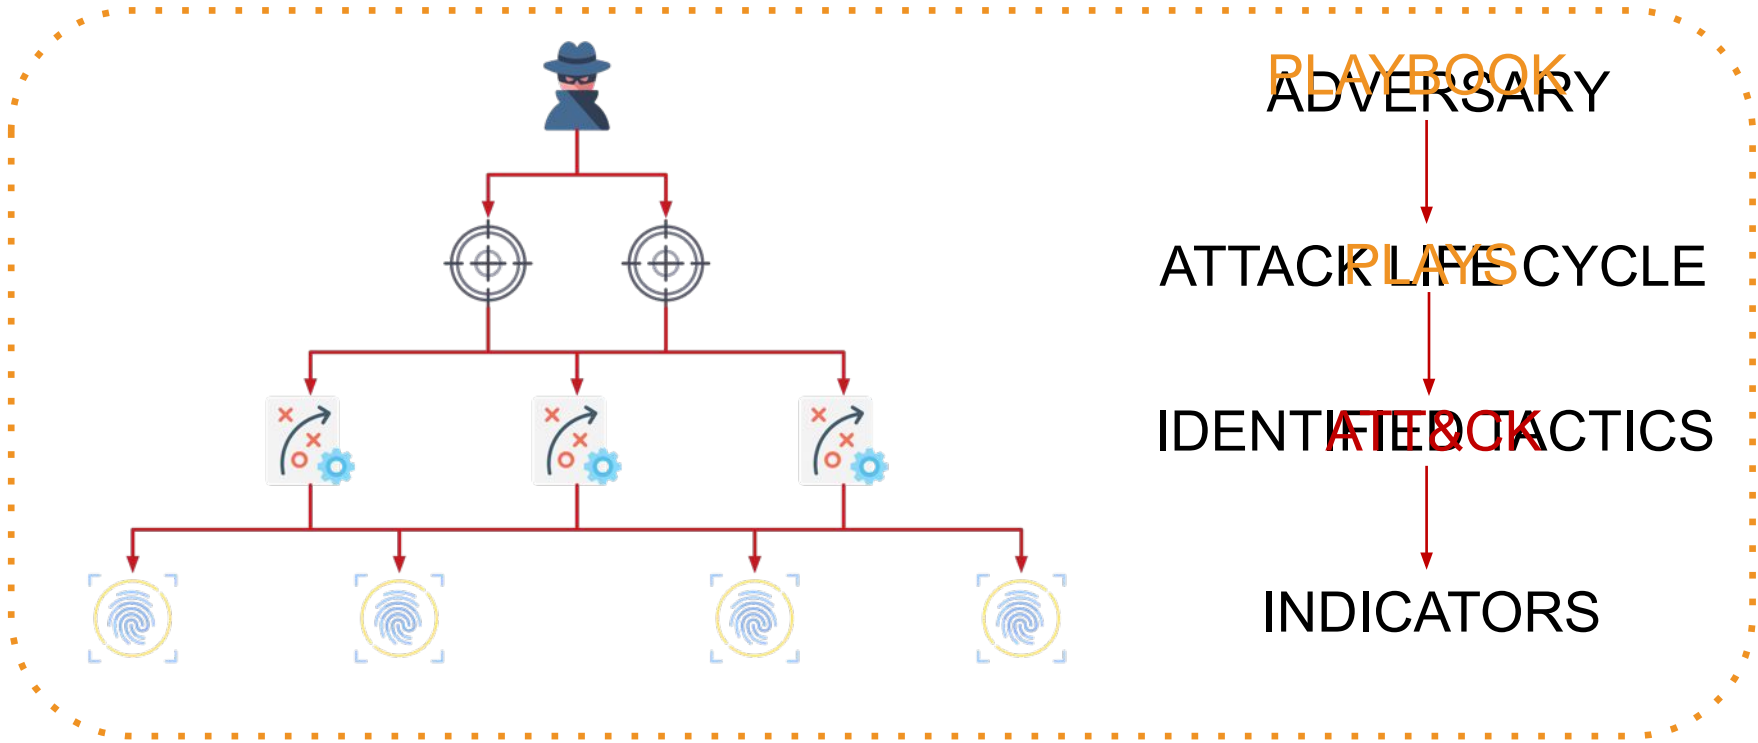 PLAYBOOK
ADVERSARY
PLAYS
ATTACK LIFE CYCLE
ATT&CK
IDENTIFIED TACTICS
INDICATORS